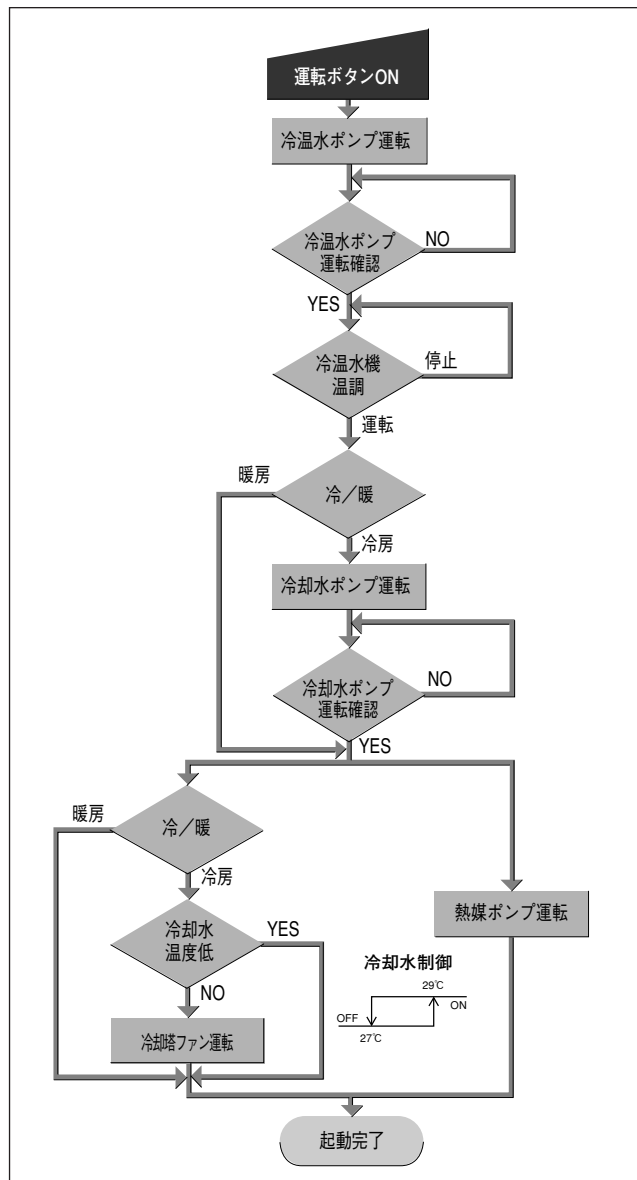 運転ボタンON
冷温水ポンプ運転
冷温水ポンプ
運転確認
NO
YES
冷温水機
温調
停止
運転
暖房
冷／暖
冷房
冷却水ポンプ運転
冷却水ポンプ
運転確認
NO
YES
暖房
冷／暖
冷房
冷却水
温度低
YES
NO
冷却塔ファン運転
熱媒ポンプ運転
冷却水制御
29℃
ON
OFF
27℃
起動完了